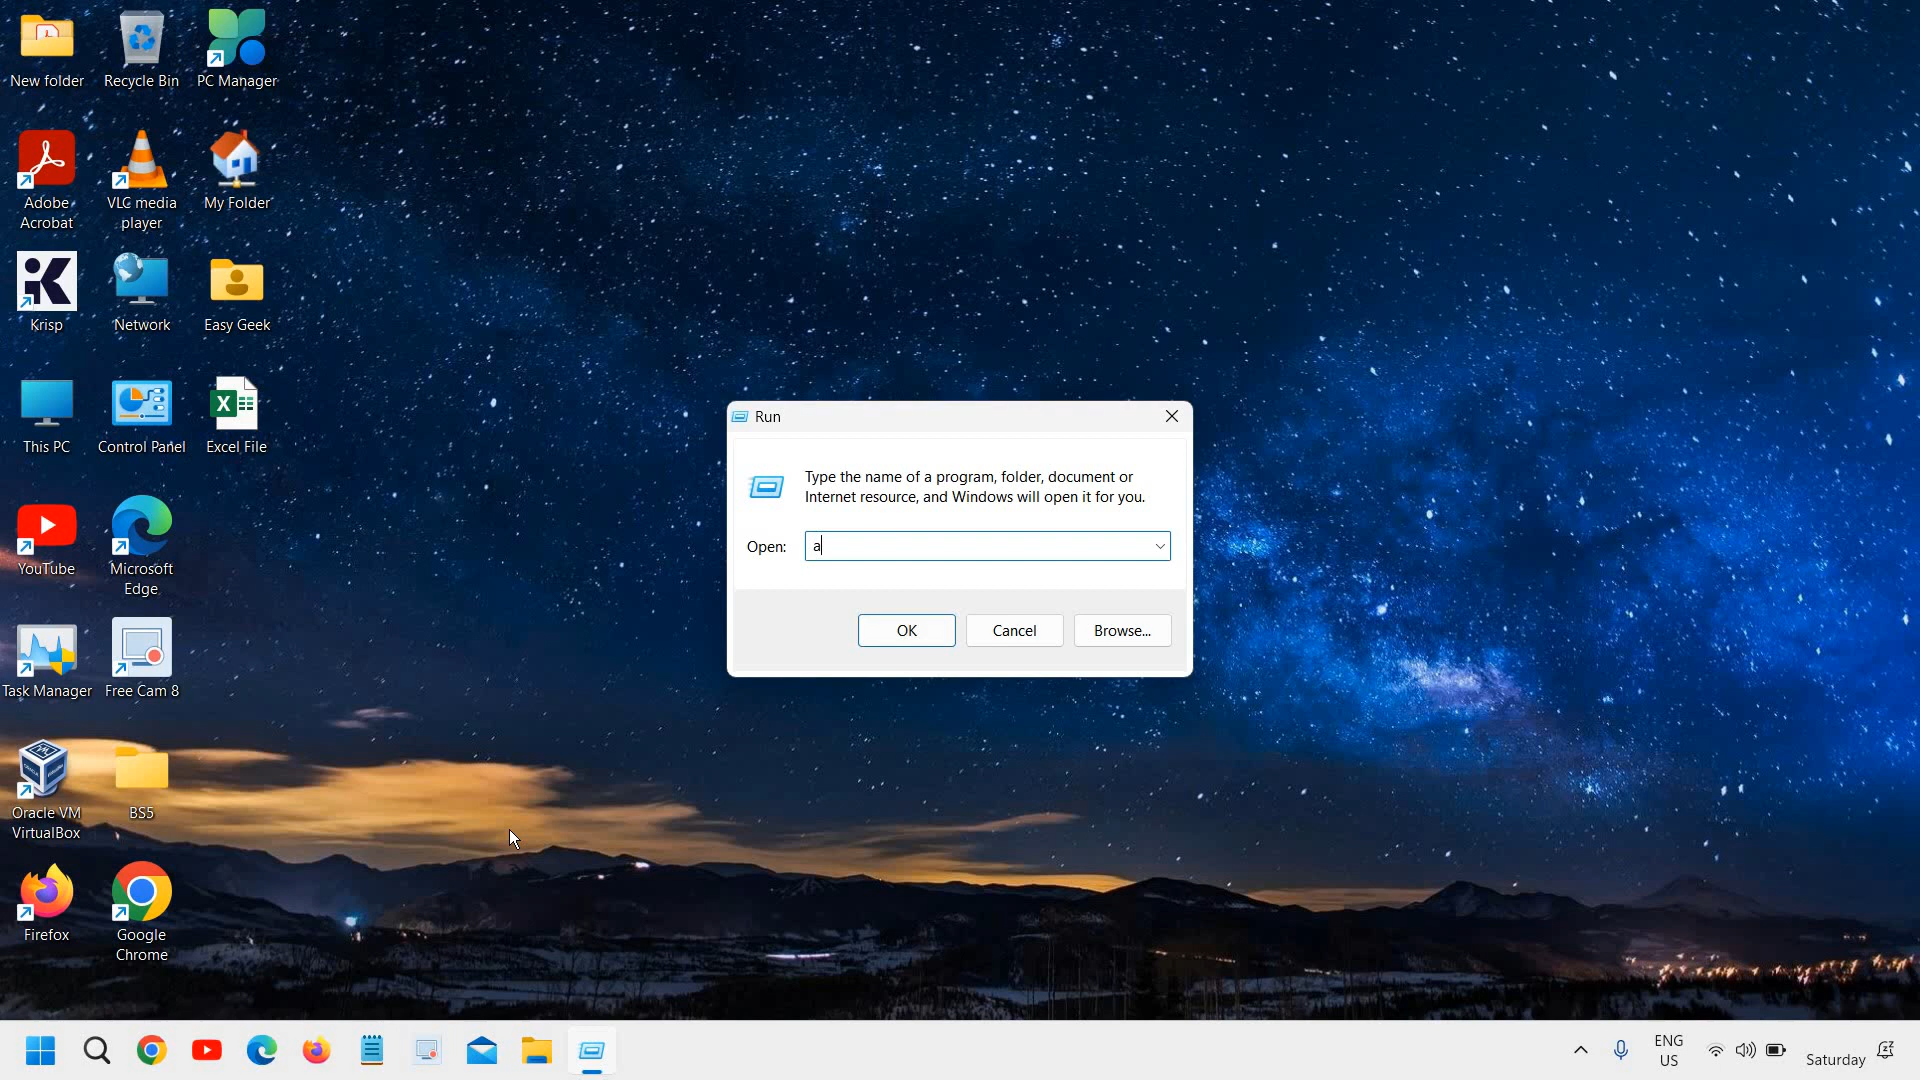 New folder
Recycle Bin
PC Manager
Adobe
Acrobat
VLC media
player
My Folder
Krisp
Network
Easy Geek
This PC
Control Panel
Excel File
YouTube
Microsoft
Edge
Task Manager
Free Cam 8
Oracle VM
VirtualBox
BS5
Firefox
Google
Chrome
Run
Type the name of a program, folder, document or
Internet resource, and Windows will open it for you.
Open:
a
OK
Cancel
Browse...
ENG
US
Saturday